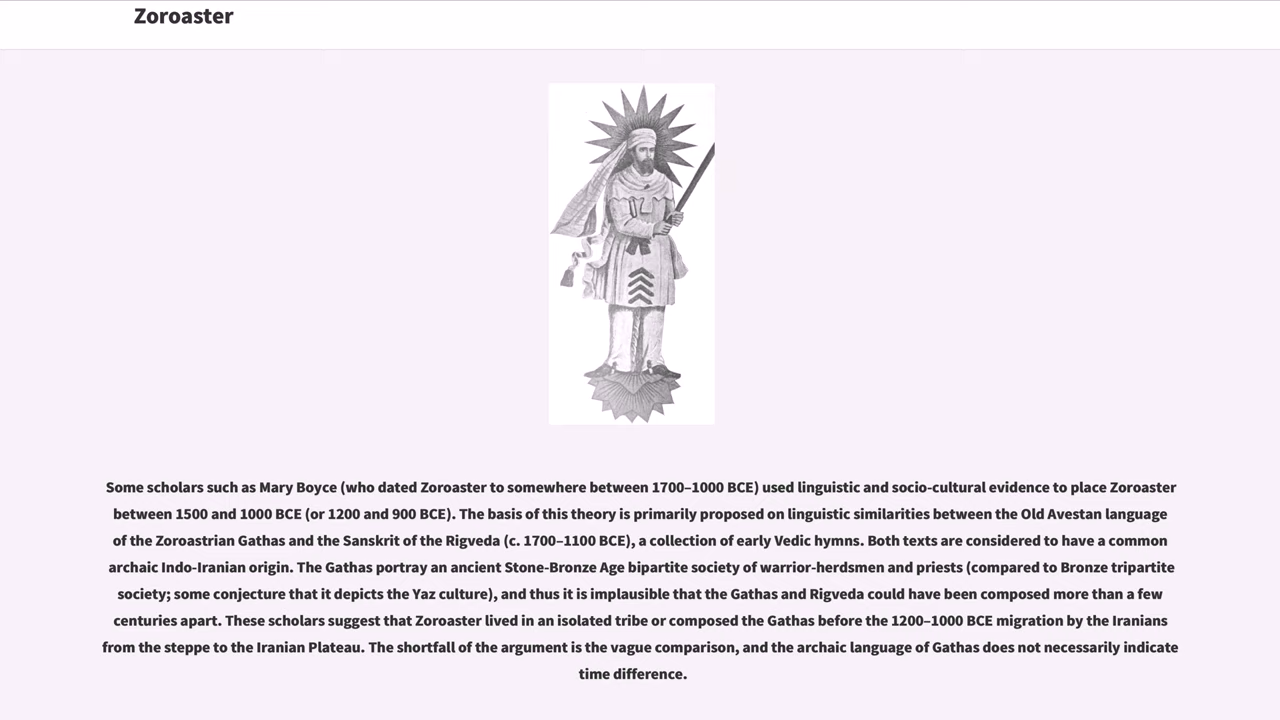 Zoroaster
Some scholars such as Mary Boyce (who dated Zoroaster to somewhere between 1700–1000 BCE) used linguistic and socio-cultural evidence to place Zoroaster
between 1500 and 1000 BCE (or 1200 and 900 BCE). The basis of this theory is primarily proposed on linguistic similarities between the Old Avestan language
of the Zoroastrian Gathas and the Sanskrit of the Rigveda (c. 1700–1100 BCE), a collection of early Vedic hymns. Both texts are considered to have a common
archaic Indo-Iranian origin. The Gathas portray an ancient Stone-Bronze Age bipartite society of warrior-herdsmen and priests (compared to Bronze tripartite
society; some conjecture that it depicts the Yaz culture), and thus it is implausible that the Gathas and Rigveda could have been composed more than a few
centuries apart. These scholars suggest that Zoroaster lived in an isolated tribe or composed the Gathas before the 1200–1000 BCE migration by the Iranians
from the steppe to the Iranian Plateau. The shortfall of the argument is the vague comparison, and the archaic language of Gathas does not necessarily indicate
time difference.